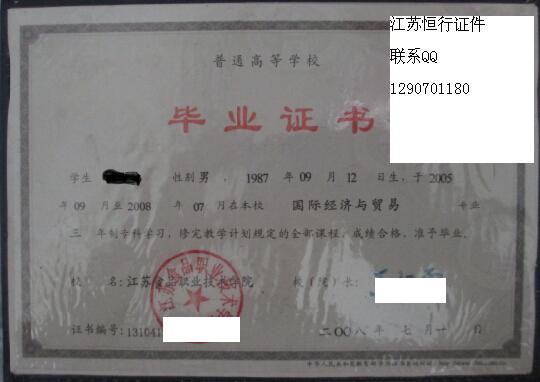 江苏恒行证件
联系QQ
1290701180
普通高等学校
毕业证书
学生 性别 男 , 1987 年 09 月 12 日生,于 2005
年 09 月至 2008 年 07 月在本校 国际经济与贸易 专业
三 年制专科学习,修完教学计划规定的全部课程,成绩合格,准予毕业。
校 名:江苏食品职业技术学院 校(院)长:
证书编号:13104 二〇〇八年 七 月 一 日